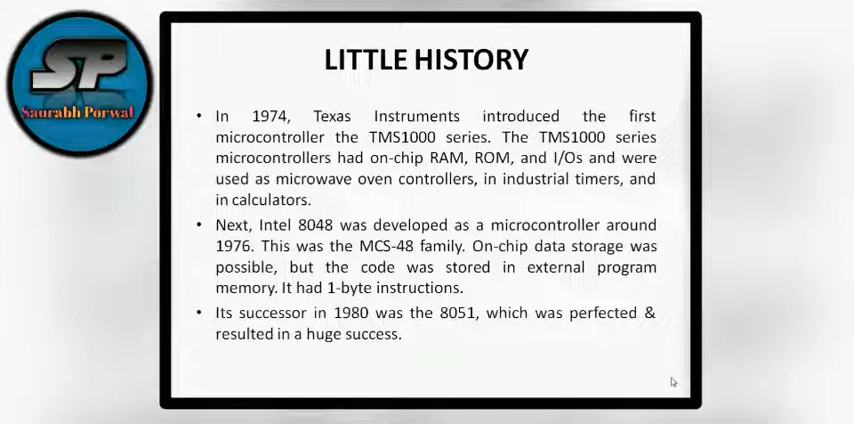 SP
Saurabh Porwal
LITTLE HISTORY
• In 1974, Texas Instruments introduced the first
microcontroller the TMS1000 series. The TMS1000 series
microcontrollers had on-chip RAM, ROM, and I/Os and were
used as microwave oven controllers, in industrial timers, and
in calculators.
• Next, Intel 8048 was developed as a microcontroller around
1976. This was the MCS-48 family. On-chip data storage was
possible, but the code was stored in external program
memory. It had 1-byte instructions.
• Its successor in 1980 was the 8051, which was perfected &
resulted in a huge success.